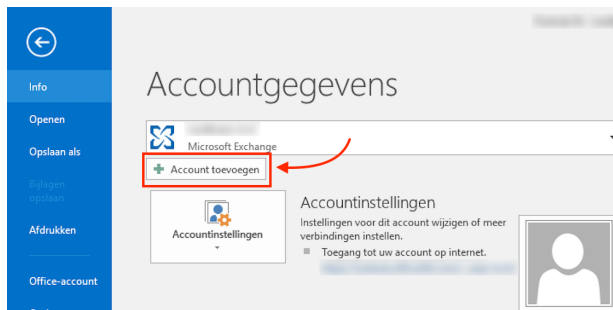 Info
Openen
Opslaan als
Bijlagen
opslaan
Afdrukken
Office-account
Accountgegevens
Microsoft Exchange
Account toevoegen
Accountinstellingen
Accountinstellingen
Instellingen voor dit account wijzigen of meer
verbindingen instellen.
Toegang tot uw account op internet.